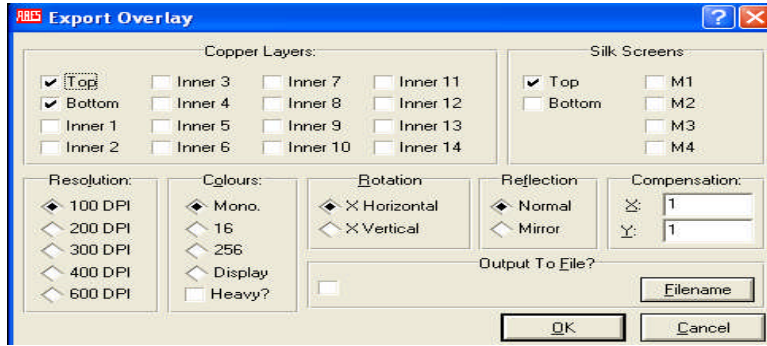 ARES Export Overlay
Copper Layers: Silk Screens
Top Inner 3 Inner 7 Inner 11 Top M1
Bottom Inner 4 Inner 8 Inner 12 Bottom M2
Inner 1 Inner 5 Inner 9 Inner 13 M3
Inner 2 Inner 6 Inner 10 Inner 14 M4
Resolution: Colours: Rotation Reflection Compensation:
100 DPI Mono. X Horizontal Normal X: 1
200 DPI 16 X Vertical Mirror Y: 1
300 DPI 256
400 DPI Display Output To File?
600 DPI Heavy? Filename
OK Cancel